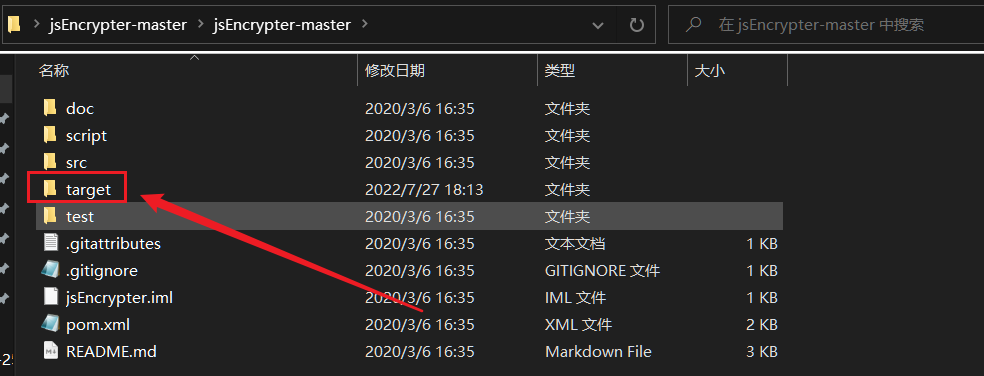 jsEncrypter-master jsEncrypter-master 在 jsEncrypter-master 中搜索
名称 修改日期 类型 大小
doc 2020/3/6 16:35 文件夹
script 2020/3/6 16:35 文件夹
src 2020/3/6 16:35 文件夹
target 2022/7/27 18:13 文件夹
test 2020/3/6 16:35 文件夹
.gitattributes 2020/3/6 16:35 文本文档 1 KB
.gitignore 2020/3/6 16:35 GITIGNORE 文件 1 KB
jsEncrypter.iml 2020/3/6 16:35 IML 文件 1 KB
pom.xml 2020/3/6 16:35 XML 文件 2 KB
README.md 2020/3/6 16:35 Markdown File 3 KB